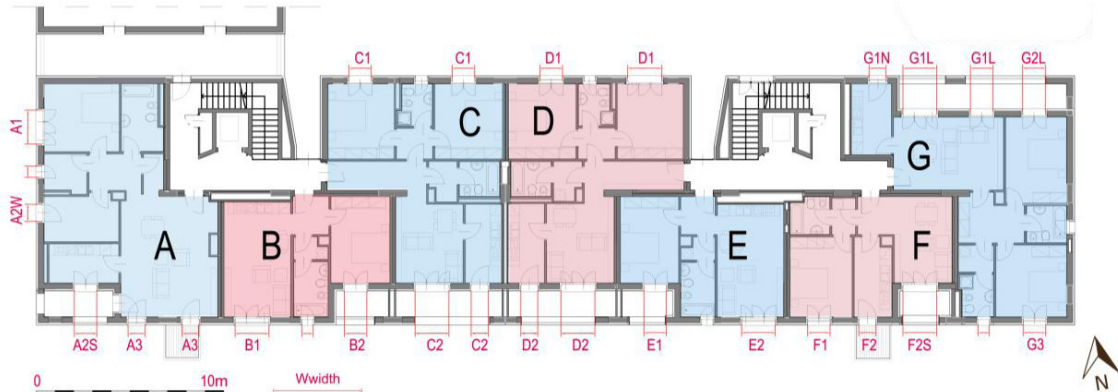 C1 C1 D1 D1 G1N G1L G1L G2L
A1
C D
G
A2W
A B E F
A2S A3 A3 B1 B2 C2 C2 D2 D2 E1 E2 F1 F2 F2S G3
0 10m Wwidth
N